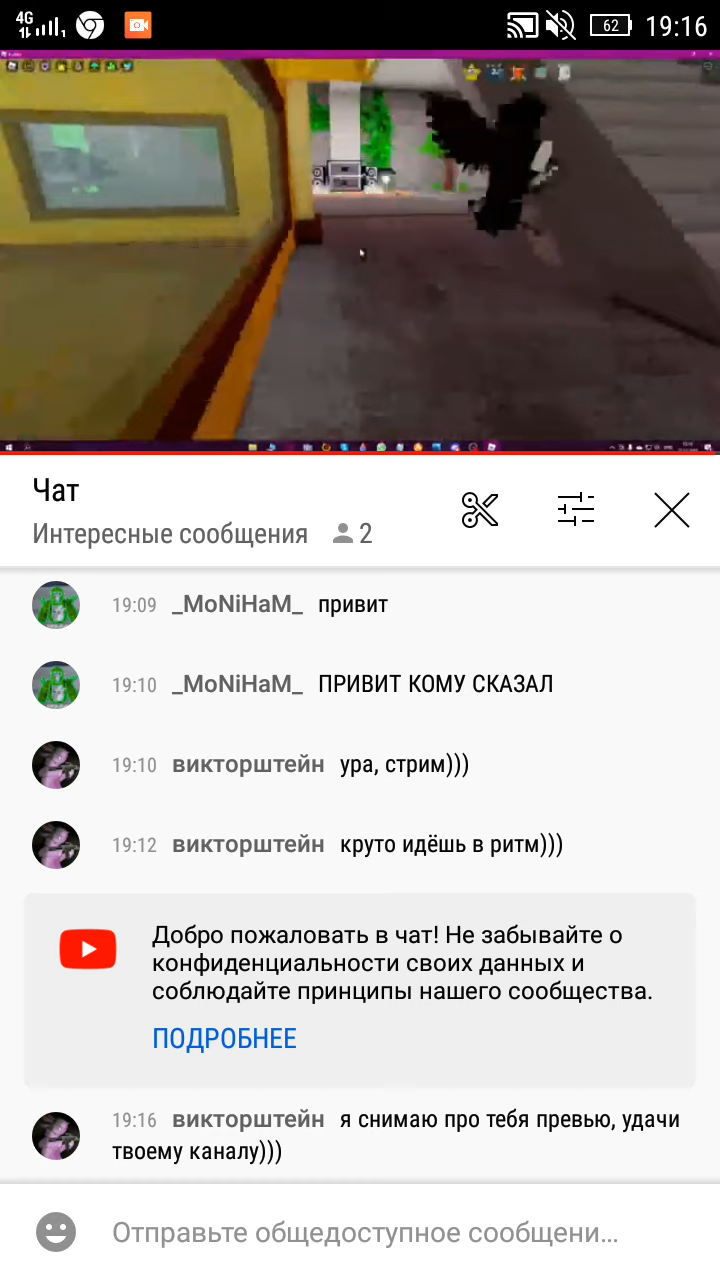 4G 62 19:16
Чат
Интересные сообщения 2
19:09 _MoNiHaM_ привит
19:10 _MoNiHaM_ ПРИВИТ КОМУ СКАЗАЛ
19:10 викторштейн ура, стрим)))
19:12 викторштейн круто идёшь в ритм)))
Добро пожаловать в чат! Не забывайте о
конфиденциальности своих данных и
соблюдайте принципы нашего сообщества.
ПОДРОБНЕЕ
19:16 викторштейн я снимаю про тебя превью, удачи
твоему каналу)))
Отправьте общедоступное сообщени...